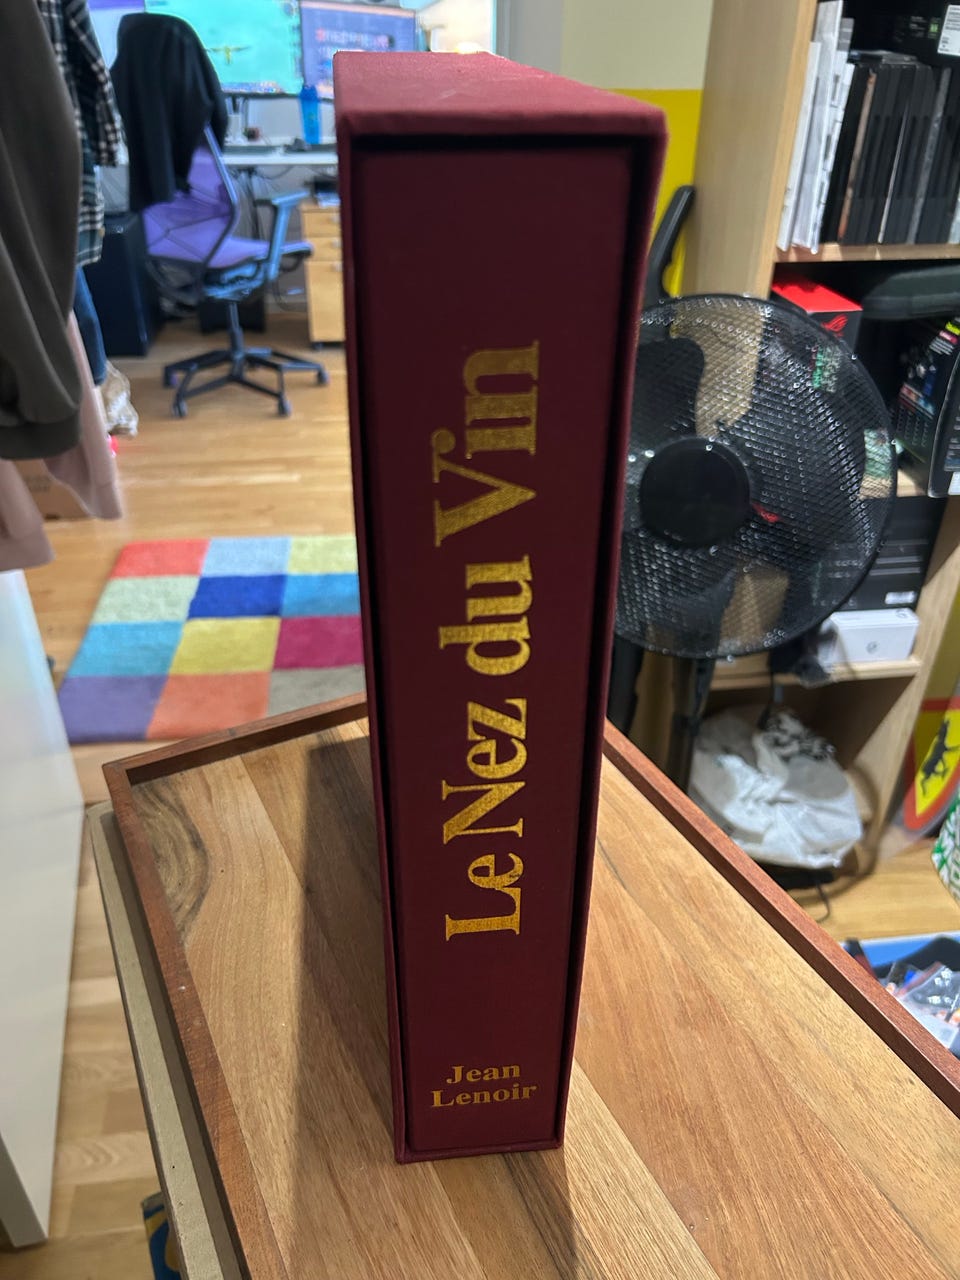 Le Nez du Vin
Jean
Lenoir